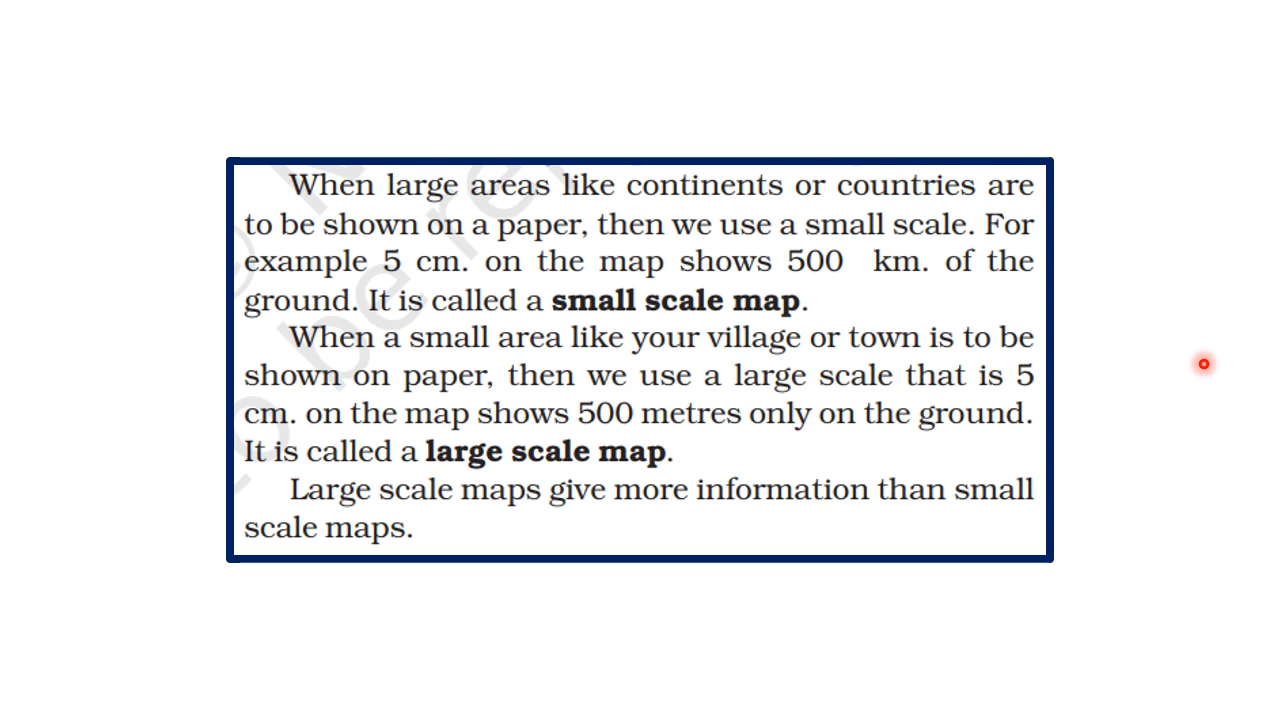 When large areas like continents or countries are
to be shown on a paper, then we use a small scale. For
example 5 cm. on the map shows 500 km. of the
ground. It is called a small scale map.
When a small area like your village or town is to be
shown on paper, then we use a large scale that is 5
cm. on the map shows 500 metres only on the ground.
It is called a large scale map.
Large scale maps give more information than small
scale maps.